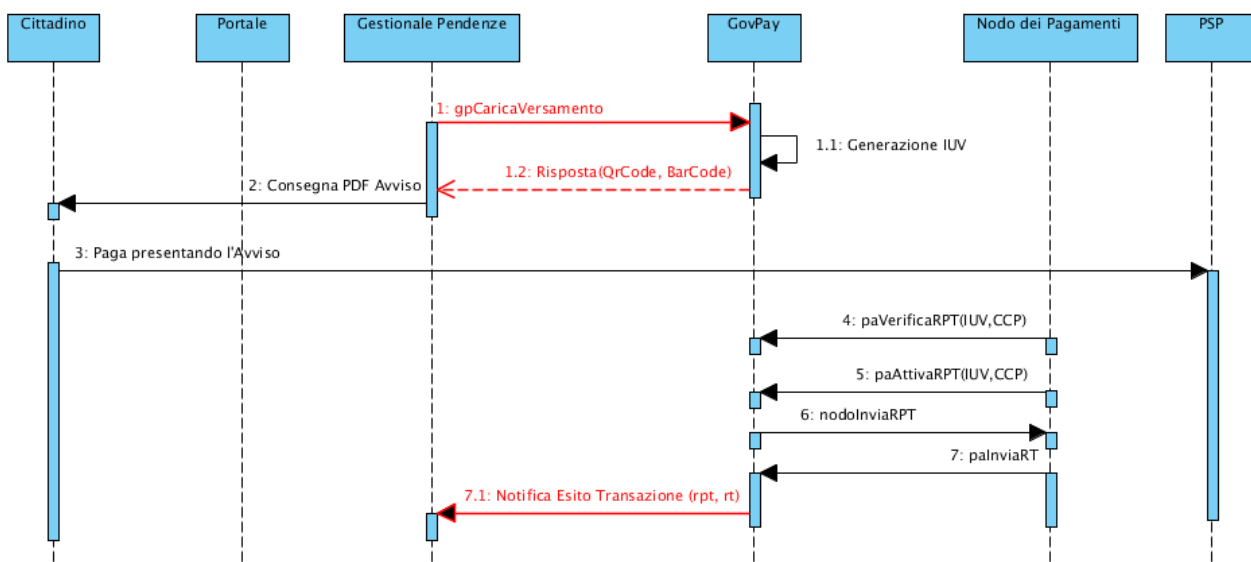 Cittadino
Portale
Gestionale Pendenze
GovPay
Nodo dei Pagamenti
PSP
1: gpCaricaVersamento
1.1: Generazione IUV
1.2: Risposta(QrCode, BarCode)
2: Consegna PDF Avviso
3: Paga presentando l'Avviso
4: paVerificaRPT(IUV,CCP)
5: paAttivaRPT(IUV,CCP)
6: nodoInviaRPT
7: paInviaRT
7.1: Notifica Esito Transazione (rpt, rt)